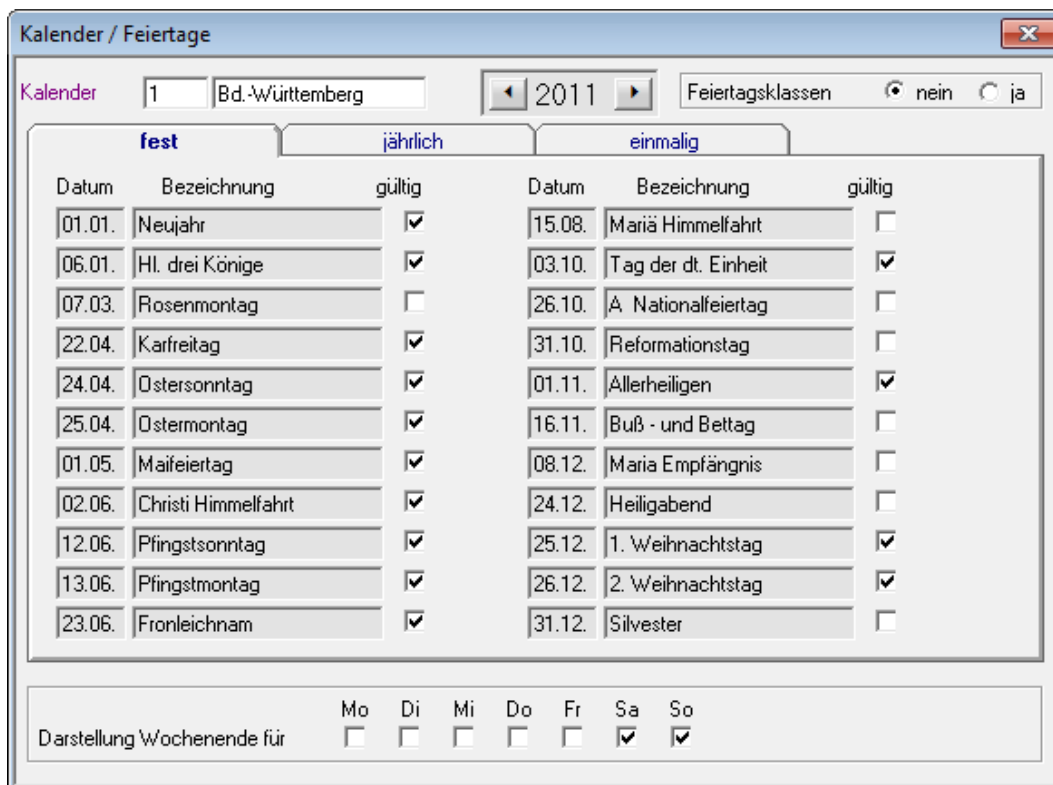 Kalender / Feiertage
Kalender 1 Bd.-Württemberg 2011 Feiertagsklassen nein ja
fest jährlich einmalig
Datum Bezeichnung gültig Datum Bezeichnung gültig
01.01. Neujahr 15.08. Mariä Himmelfahrt
06.01. Hl. drei Könige 03.10. Tag der dt. Einheit
07.03. Rosenmontag 26.10. A Nationalfeiertag
22.04. Karfreitag 31.10. Reformationstag
24.04. Ostersonntag 01.11. Allerheiligen
25.04. Ostermontag 16.11. Buß - und Bettag
01.05. Maifeiertag 08.12. Maria Empfängnis
02.06. Christi Himmelfahrt 24.12. Heiligabend
12.06. Pfingstsonntag 25.12. 1. Weihnachtstag
13.06. Pfingstmontag 26.12. 2. Weihnachtstag
23.06. Fronleichnam 31.12. Silvester
Mo Di Mi Do Fr Sa So
Darstellung Wochenende für